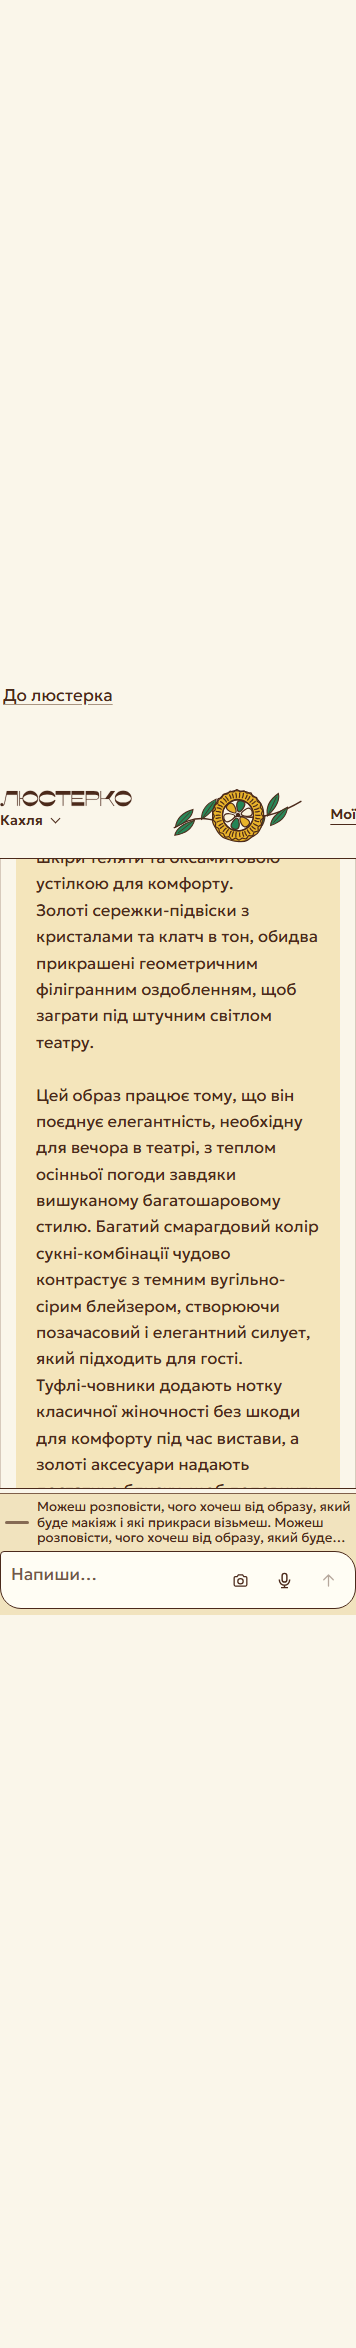 До люстерка
ЛЮСТЕРКО
Кахля
Мої
шкіри теляти та оксамитовою
устілкою для комфорту.
Золоті сережки-підвіски з
кристалами та клатч в тон, обидва
прикрашені геометричним
філігранним оздобленням, щоб
заграти під штучним світлом
театру.
Цей образ працює тому, що він
поєднує елегантність, необхідну
для вечора в театрі, з теплом
осінньої погоди завдяки
вишуканому багатошаровому
стилю. Багатий смарагдовий колір
сукні-комбінації чудово
контрастує з темним вугільно-
сірим блейзером, створюючи
позачасовий і елегантний силует,
який підходить для гості.
Туфлі-човники додають нотку
класичної жіночності без шкоди
для комфорту під час вистави, а
золоті аксесуари надають
Можеш розповісти, чого хочеш від образу, який
буде макіяж і які прикраси візьмеш. Можеш
розповісти, чого хочеш від образу, який буде...
Напиши...